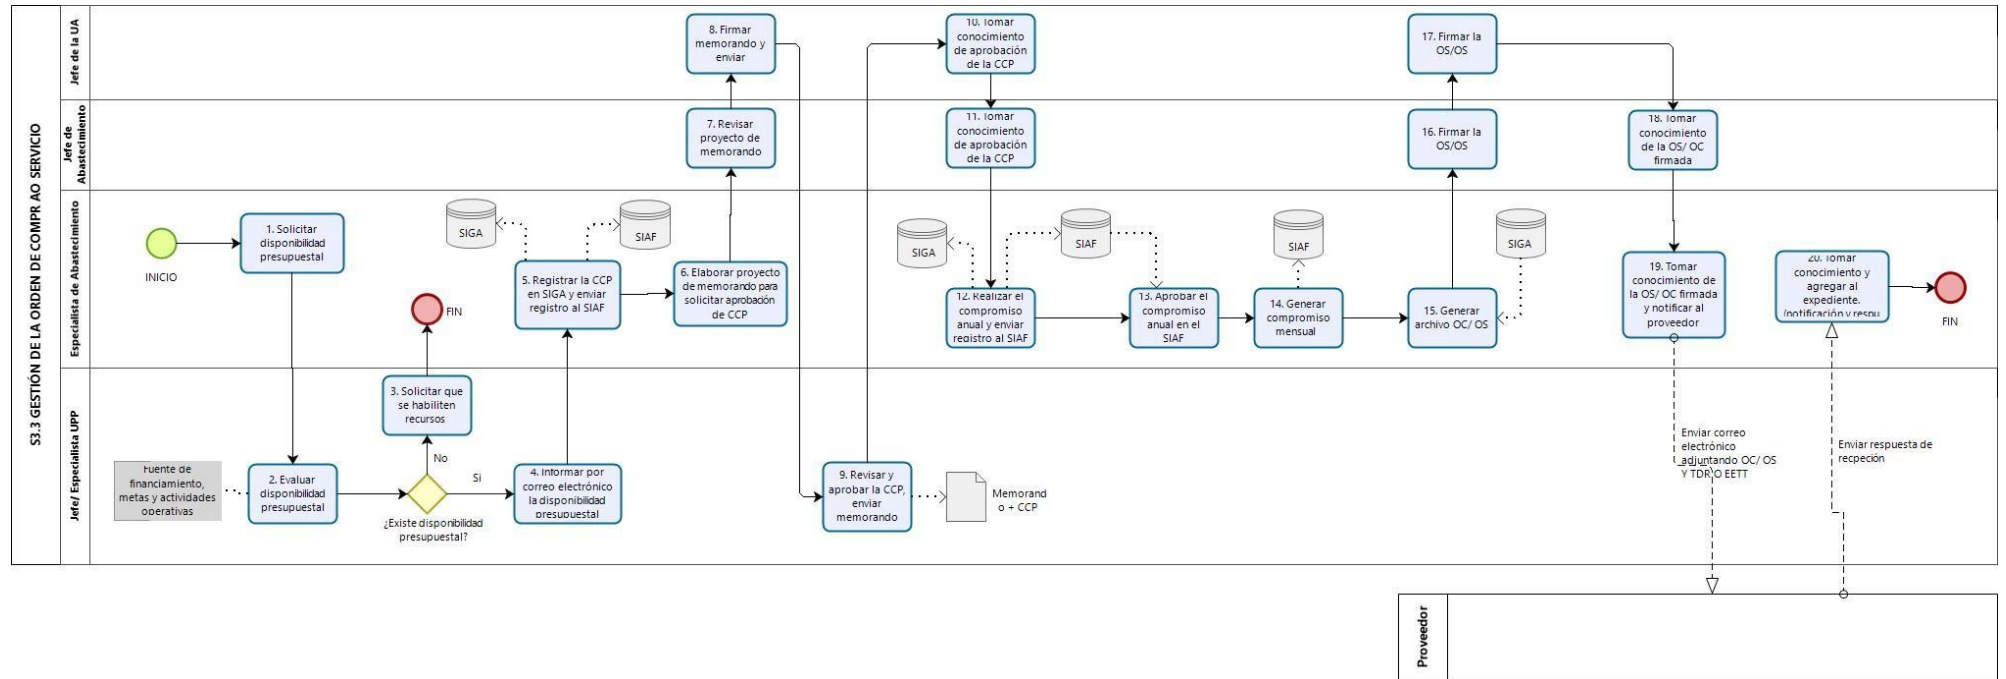 S3.3 GESTIÓN DE LA ORDEN DE COMPR AO SERVICIO
Jefe de la UA
8. Firmar
memorando y
enviar
10. Tomar
conocimiento
de aprobación
de la CCP
17. Firmar la
OS/OS
Jefe de
Abastecimiento
7. Revisar
proyecto de
memorando
11. Tomar
conocimiento
de aprobación
de la CCP
16. Firmar la
OS/OS
18. Tomar
conocimiento
de la OS/ OC
firmada
Especialista de Abastecimiento
INICIO
1. Solicitar
disponibilidad
presupuestal
FIN
SIGA
SIAF
5. Registrar la CCP
en SIGA y enviar
registro al SIAF
6. Elaborar proyecto
de memorando para
solicitar aprobación
de CCP
SIGA
SIAF
12. Realizar el
compromiso
anual y enviar
registro al SIAF
13. Aprobar el
compromiso
anual en el
SIAF
SIAF
14. Generar
compromiso
mensual
SIGA
15. Generar
archivo OC/ OS
19. Tomar
conocimiento de
la OS/ OC firmada
y notificar al
proveedor
20. Tomar
conocimiento y
agregar al
expediente.
(notificación y respu
FIN
Jefe/ Especialista UPP
Fuente de
financiamiento,
metas y actividades
operativas
2. Evaluar
disponibilidad
presupuestal
3. Solicitar que
se habiliten
recursos
No
Si
¿Existe disponibilidad
presupuestal?
4. Informar por
correo electrónico
la disponibilidad
presupuestal
9. Revisar y
aprobar la CCP,
enviar
memorando
Memorand
o + CCP
Enviar correo
electrónico
adjuntando OC/ OS
Y TDR O EETT
Enviar respuesta de
recpeción
Proveedor